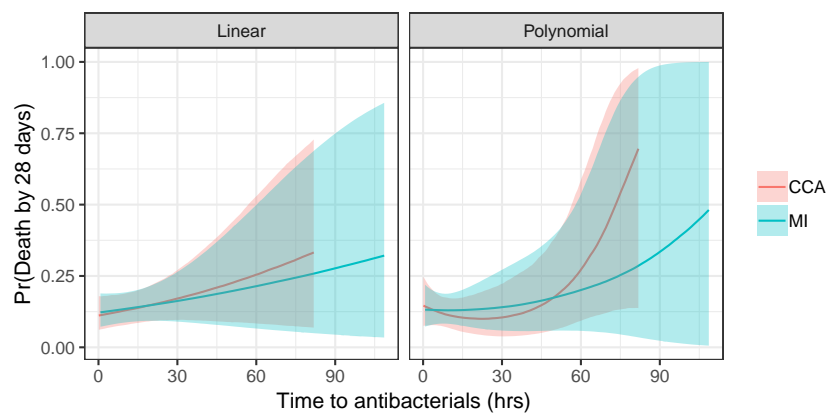 Linear Polynomial
1.00
0.75
0.50
0.25
0.00
Pr(Death by 28 days)
0 30 60 90 0 30 60 90
Time to antibacterials (hrs)
CCA
MI